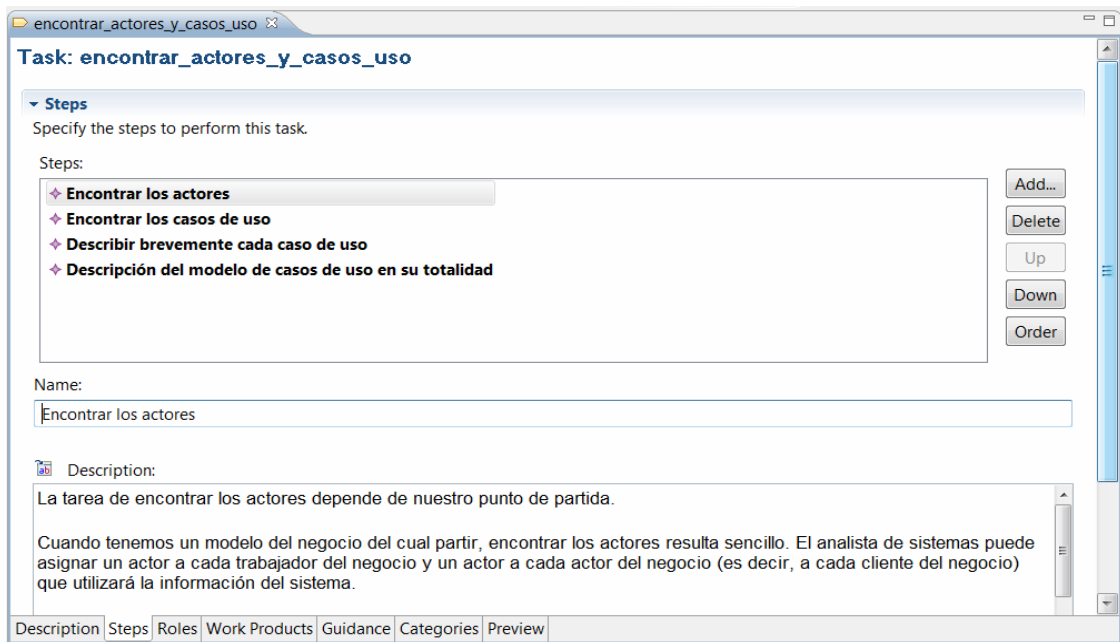 encontrar_actores_y_casos_uso
Task: encontrar_actores_y_casos_uso
Steps
Specify the steps to perform this task.
Steps:
Encontrar los actores
Encontrar los casos de uso
Describir brevemente cada caso de uso
Descripción del modelo de casos de uso en su totalidad
Add...
Delete
Up
Down
Order
Name:
Encontrar los actores
Description:
La tarea de encontrar los actores depende de nuestro punto de partida.
Cuando tenemos un modelo del negocio del cual partir, encontrar los actores resulta sencillo. El analista de sistemas puede
asignar un actor a cada trabajador del negocio y un actor a cada actor del negocio (es decir, a cada cliente del negocio)
que utilizará la información del sistema.
Description Steps Roles Work Products Guidance Categories Preview